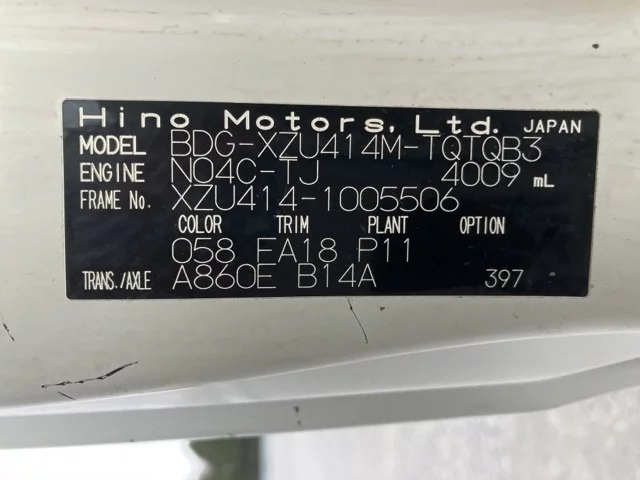 Hino Motors, Ltd. JAPAN
MODEL BDG-XZU414M-TQTQB3
ENGINE N04C-TJ 4009 mL
FRAME No. XZU414-1005506
COLOR TRIM PLANT OPTION
058 FA18 P11
TRANS./AXLE A860E B14A 397